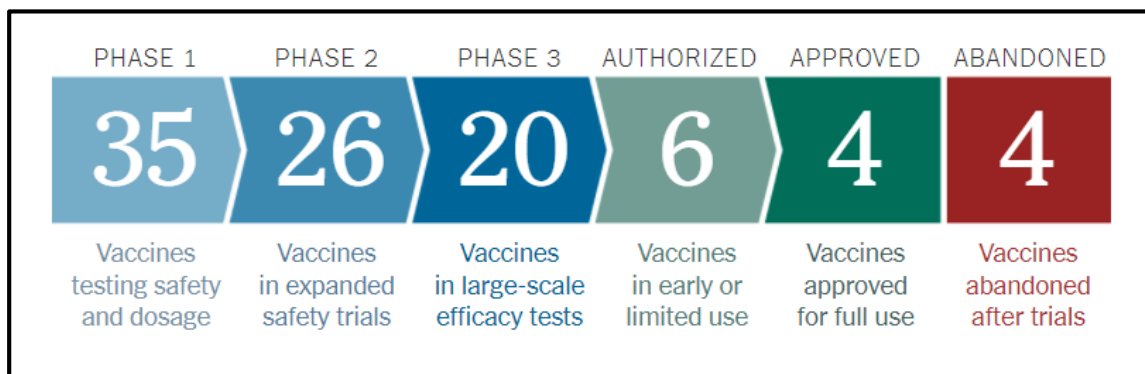 PHASE 1 PHASE 2 PHASE 3 AUTHORIZED APPROVED ABANDONED
35 26 20 6 4 4
Vaccines Vaccines Vaccines Vaccines Vaccines Vaccines
testing safety in expanded in large-scale in early or approved abandoned
and dosage safety trials efficacy tests limited use for full use after trials